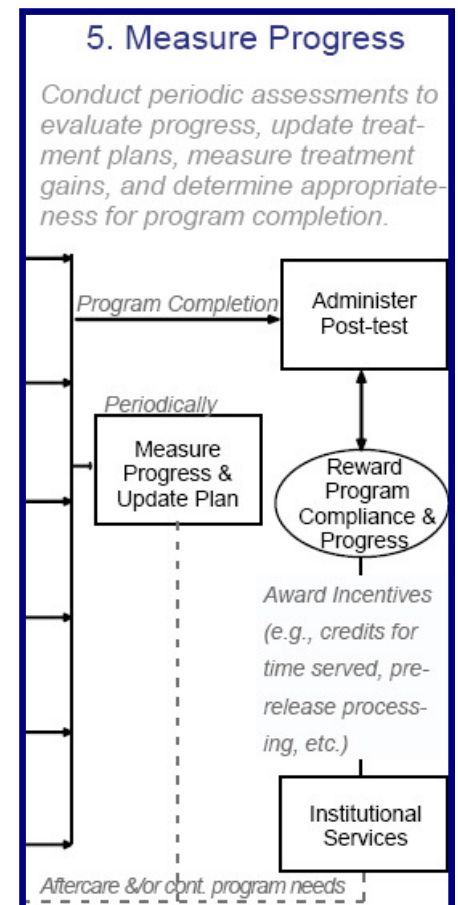 5. Measure Progress
Conduct periodic assessments to
evaluate progress, update treat-
ment plans, measure treatment
gains, and determine appropriate-
ness for program completion.
Program Completion
Administer
Post-test
Periodically
Measure
Progress &
Update Plan
Reward
Program
Compliance &
Progress
Award Incentives
(e.g., credits for
time served, pre-
release process-
ing, etc.)
Institutional
Services
Aftercare &/or cont. program needs